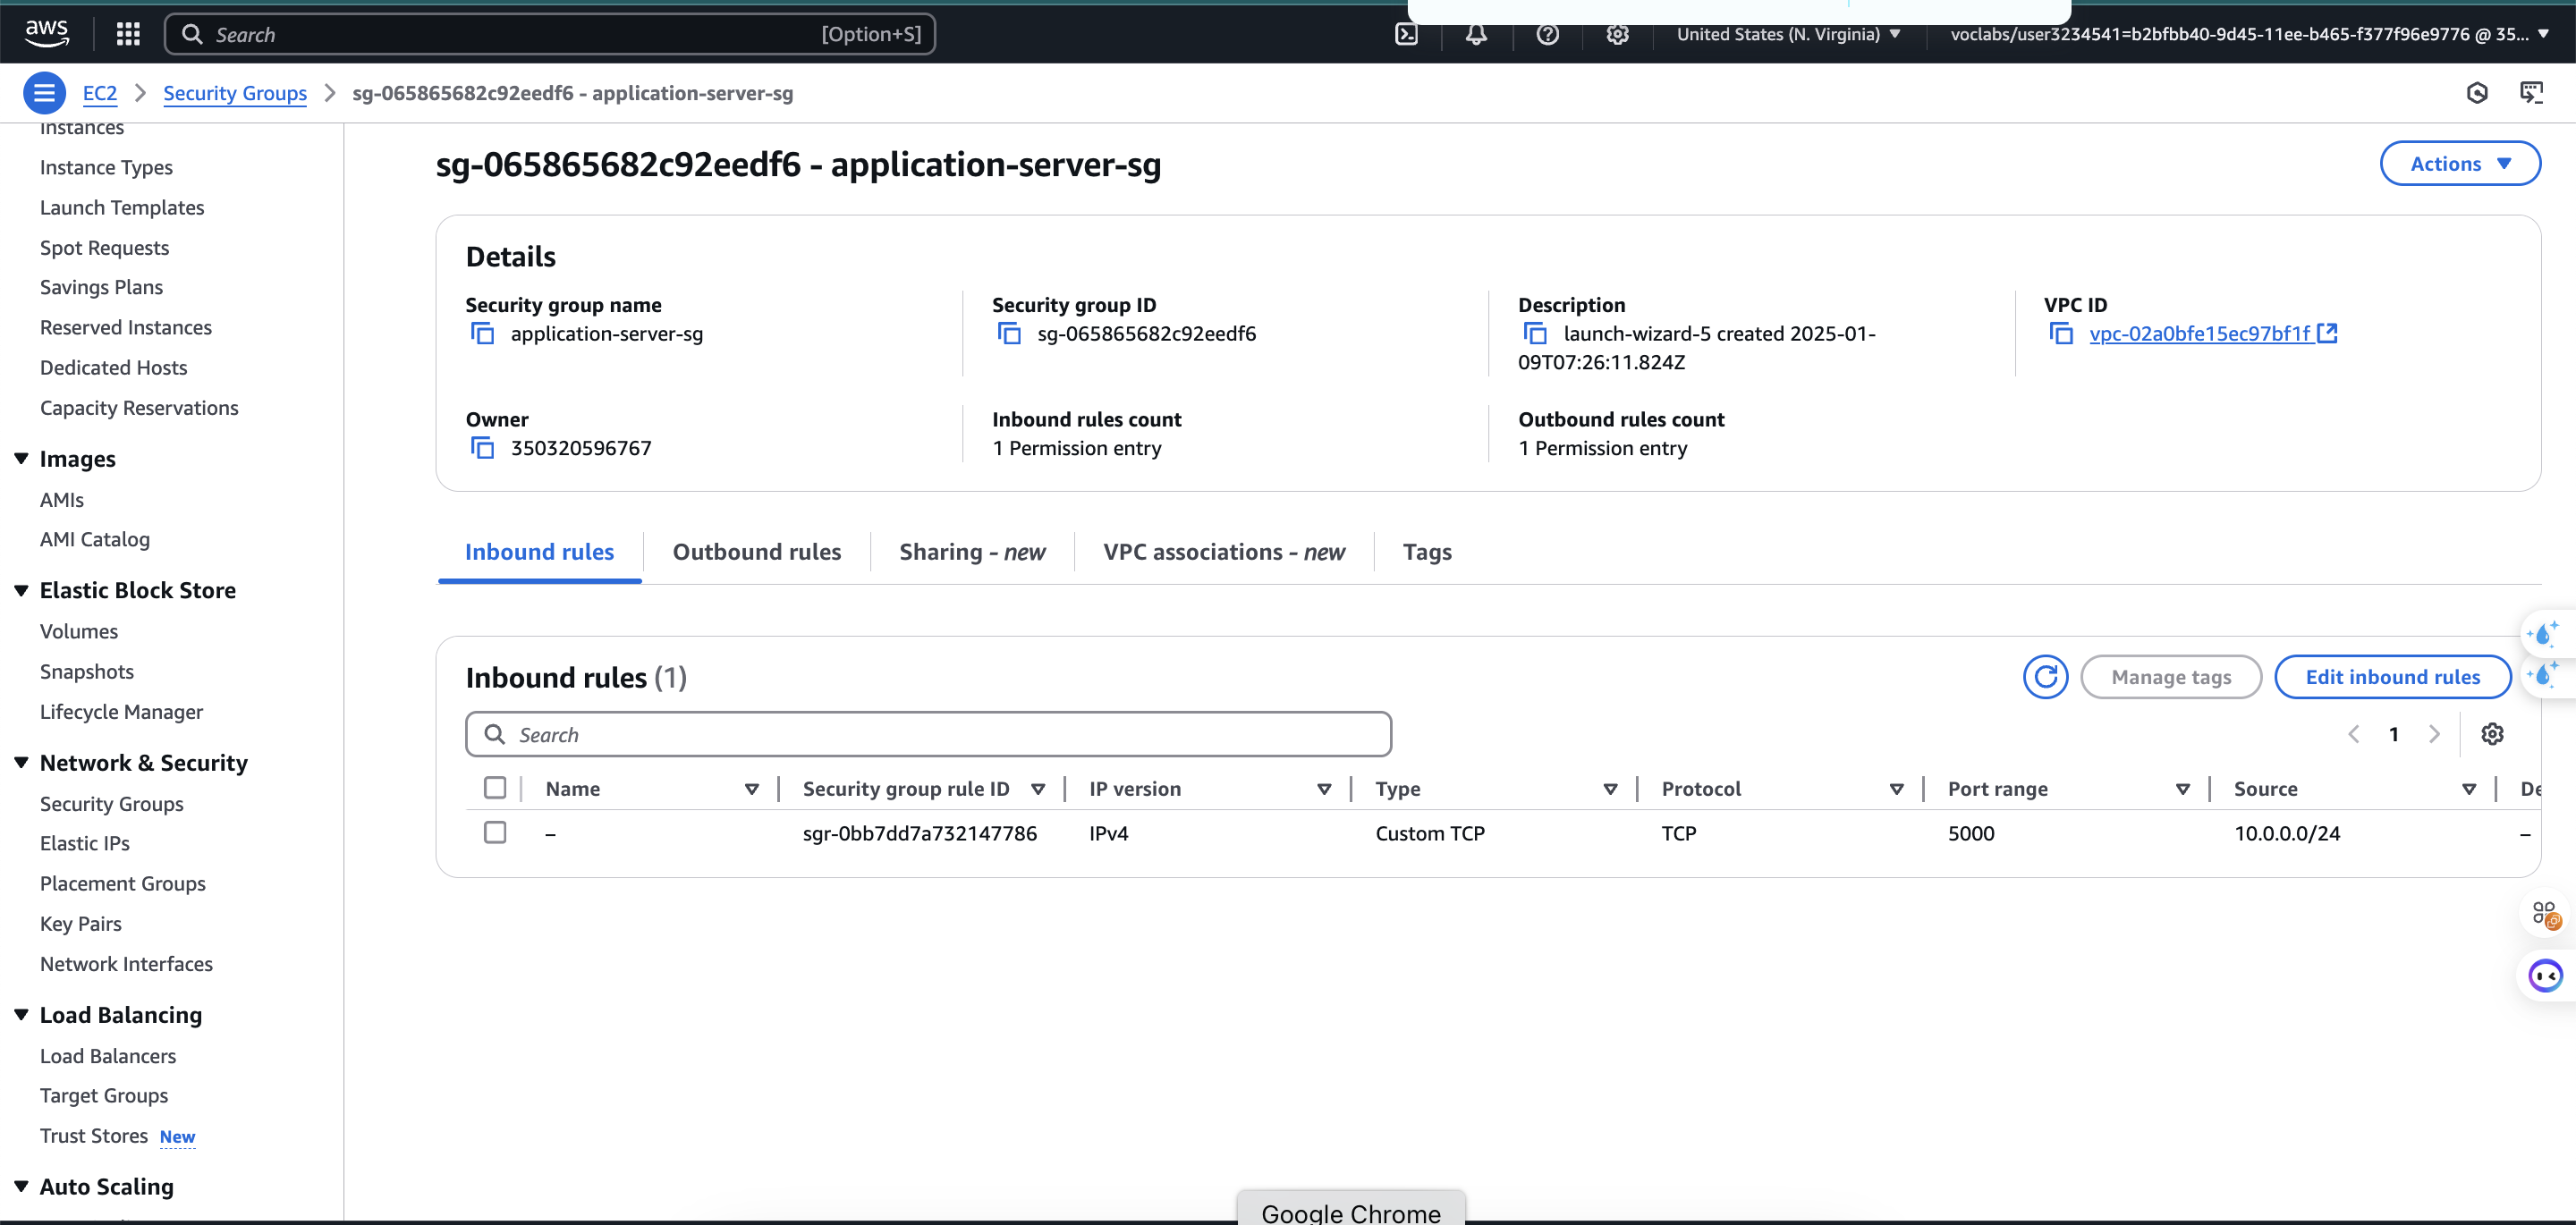 aws
Search
[Option+S]
United States (N. Virginia)
voclabs/user3234541=b2bfbb40-9d45-11ee-b465-f377f96e9776 @ 35...
EC2
Security Groups
sg-065865682c92eedf6 - application-server-sg
Instances
Instance Types
Launch Templates
Spot Requests
Savings Plans
Reserved Instances
Dedicated Hosts
Capacity Reservations
Images
AMIs
AMI Catalog
Elastic Block Store
Volumes
Snapshots
Lifecycle Manager
Network & Security
Security Groups
Elastic IPs
Placement Groups
Key Pairs
Network Interfaces
Load Balancing
Load Balancers
Target Groups
Trust Stores New
Auto Scaling
sg-065865682c92eedf6 - application-server-sg
Actions
Details
Security group name
application-server-sg
Security group ID
sg-065865682c92eedf6
Description
launch-wizard-5 created 2025-01-
09T07:26:11.824Z
VPC ID
vpc-02a0bfe15ec97bf1f
Owner
350320596767
Inbound rules count
1 Permission entry
Outbound rules count
1 Permission entry
Inbound rules
Outbound rules
Sharing - new
VPC associations - new
Tags
Inbound rules (1)
Manage tags
Edit inbound rules
Search
1
Name
Security group rule ID
IP version
Type
Protocol
Port range
Source
De
–
sgr-0bb7dd7a732147786
IPv4
Custom TCP
TCP
5000
10.0.0.0/24
–
Google Chrome